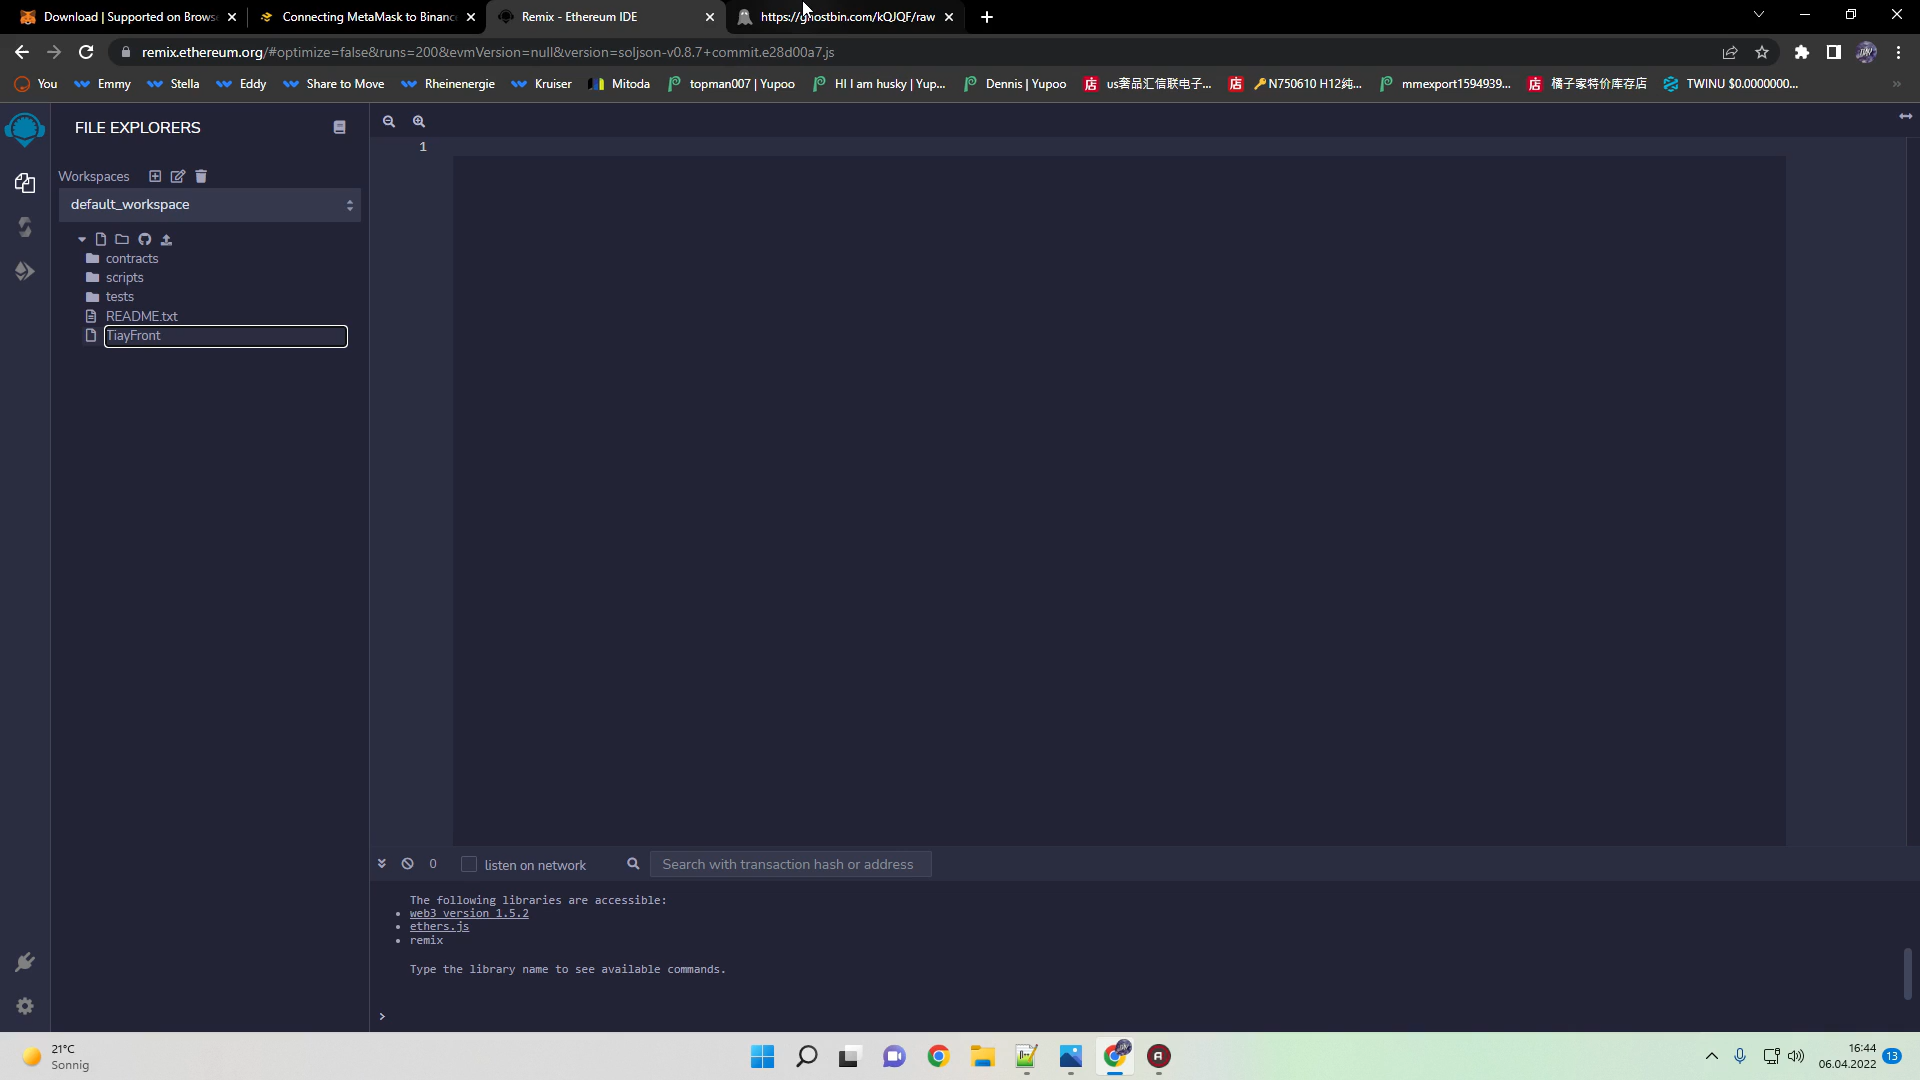 Download | Supported on Brows
Connecting MetaMask to Binanc
Remix - Ethereum IDE
https://ghostbin.com/kQJQF/raw
remix.ethereum.org/#optimize=false&runs=200&evmVersion=null&version=soljson-v0.8.7+commit.e28d00a7.js
You
Emmy
Stella
Eddy
Share to Move
Rheinenergie
Kruiser
Mitoda
topman007 | Yupoo
HI I am husky | Yup...
Dennis | Yupoo
店 us奢品汇信联电子...
店 🔑N750610 H12純...
mmexport1594939...
店 橘子家特价库存店
TWINU $0.0000000...
»
FILE EXPLORERS
Workspaces
default_workspace
contracts
scripts
tests
README.txt
TiayFront
1
0
listen on network
Search with transaction hash or address
The following libraries are accessible:
• web3 version 1.5.2
• ethers.js
• remix
Type the library name to see available commands.
>
21°C
Sonnig
16:44
06.04.2022
13